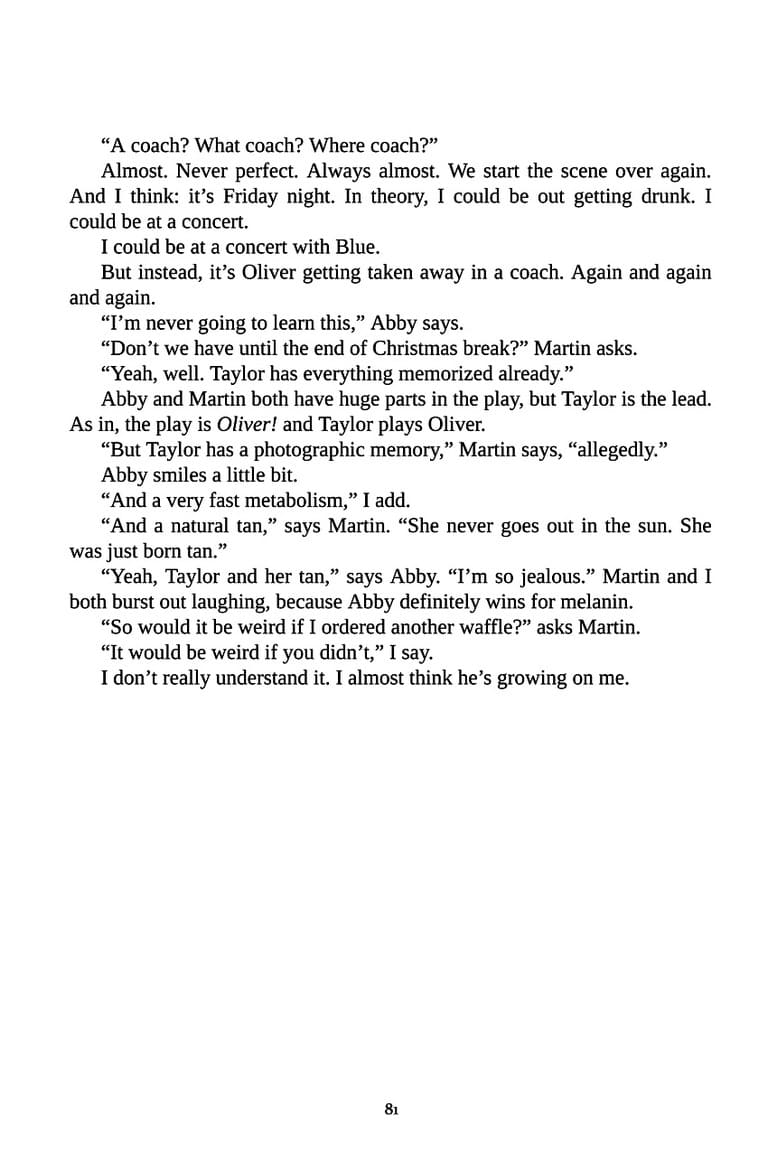 “A coach? What coach? Where coach?”
Almost. Never perfect. Always almost. We start the scene over again.
And I think: it’s Friday night. In theory, I could be out getting drunk. I
could be at a concert.
I could be at a concert with Blue.
But instead, it’s Oliver getting taken away in a coach. Again and again
and again.
“I’m never going to learn this,” Abby says.
“Don’t we have until the end of Christmas break?” Martin asks.
“Yeah, well. Taylor has everything memorized already.”
Abby and Martin both have huge parts in the play, but Taylor is the lead.
As in, the play is Oliver! and Taylor plays Oliver.
“But Taylor has a photographic memory,” Martin says, “allegedly.”
Abby smiles a little bit.
“And a very fast metabolism,” I add.
“And a natural tan,” says Martin. “She never goes out in the sun. She
was just born tan.”
“Yeah, Taylor and her tan,” says Abby. “I’m so jealous.” Martin and I
both burst out laughing, because Abby definitely wins for melanin.
“So would it be weird if I ordered another waffle?” asks Martin.
“It would be weird if you didn’t,” I say.
I don’t really understand it. I almost think he’s growing on me.
81